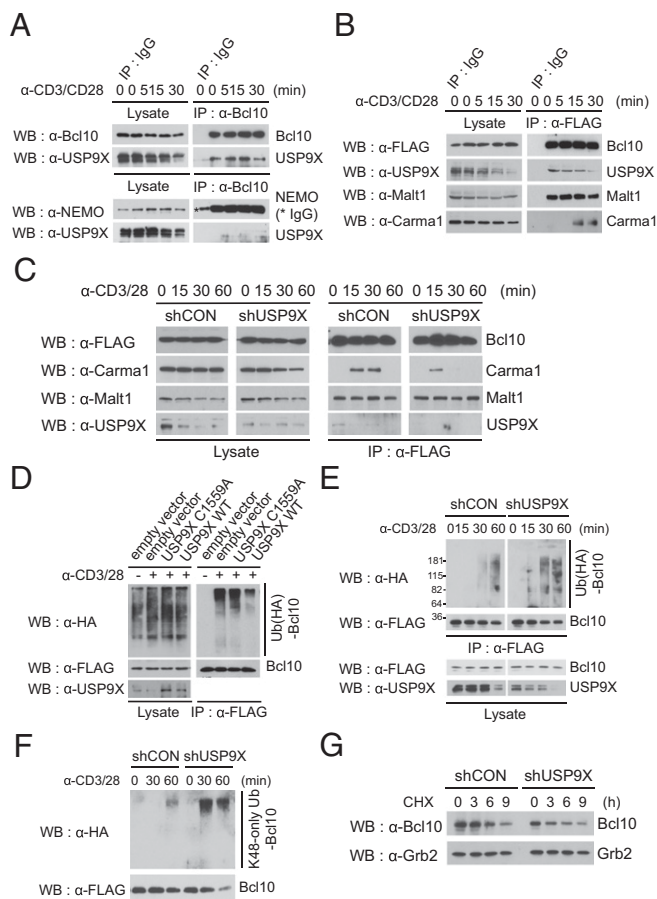 A
IP : IgG
IP : IgG
α-CD3/CD28 0 0 515 30 0 0 515 30 (min)
Lysate IP : α-Bcl10
WB : α-Bcl10 Bcl10
WB : α-USP9X USP9X
Lysate IP : α-Bcl10
WB : α-NEMO * NEMO
(* IgG)
WB : α-USP9X USP9X
B
IP : IgG
IP : IgG
α-CD3/CD28 0 0 5 15 30 0 0 5 15 30 (min)
Lysate IP : α-FLAG
WB : α-FLAG Bcl10
WB : α-USP9X USP9X
WB : α-Malt1 Malt1
WB : α-Carma1 Carma1
C
α-CD3/28 0 15 30 60 0 15 30 60 0 15 30 60 0 15 30 60 (min)
shCON shUSP9X shCON shUSP9X
WB : α-FLAG Bcl10
WB : α-Carma1 Carma1
WB : α-Malt1 Malt1
WB : α-USP9X USP9X
Lysate IP : α-FLAG
D
empty vector
empty vector
USP9X C1559A
USP9X WT
empty vector
empty vector
USP9X C1559A
USP9X WT
α-CD3/28 - + + + - + + +
WB : α-HA Ub(HA)
-Bcl10
WB : α-FLAG Bcl10
WB : α-USP9X
Lysate IP : α-FLAG
E
shCON shUSP9X
α-CD3/28 015 30 60 0 15 30 60 (min)
181
115
82
64
36
WB : α-HA Ub(HA)
-Bcl10
WB : α-FLAG Bcl10
IP : α-FLAG
WB : α-FLAG Bcl10
WB : α-USP9X USP9X
Lysate
F
shCON shUSP9X
α-CD3/28 0 30 60 0 30 60 (min)
WB : α-HA K48-only Ub
-Bcl10
WB : α-FLAG Bcl10
G
shCON shUSP9X
CHX 0 3 6 9 0 3 6 9 (h)
WB : α-Bcl10 Bcl10
WB : α-Grb2 Grb2